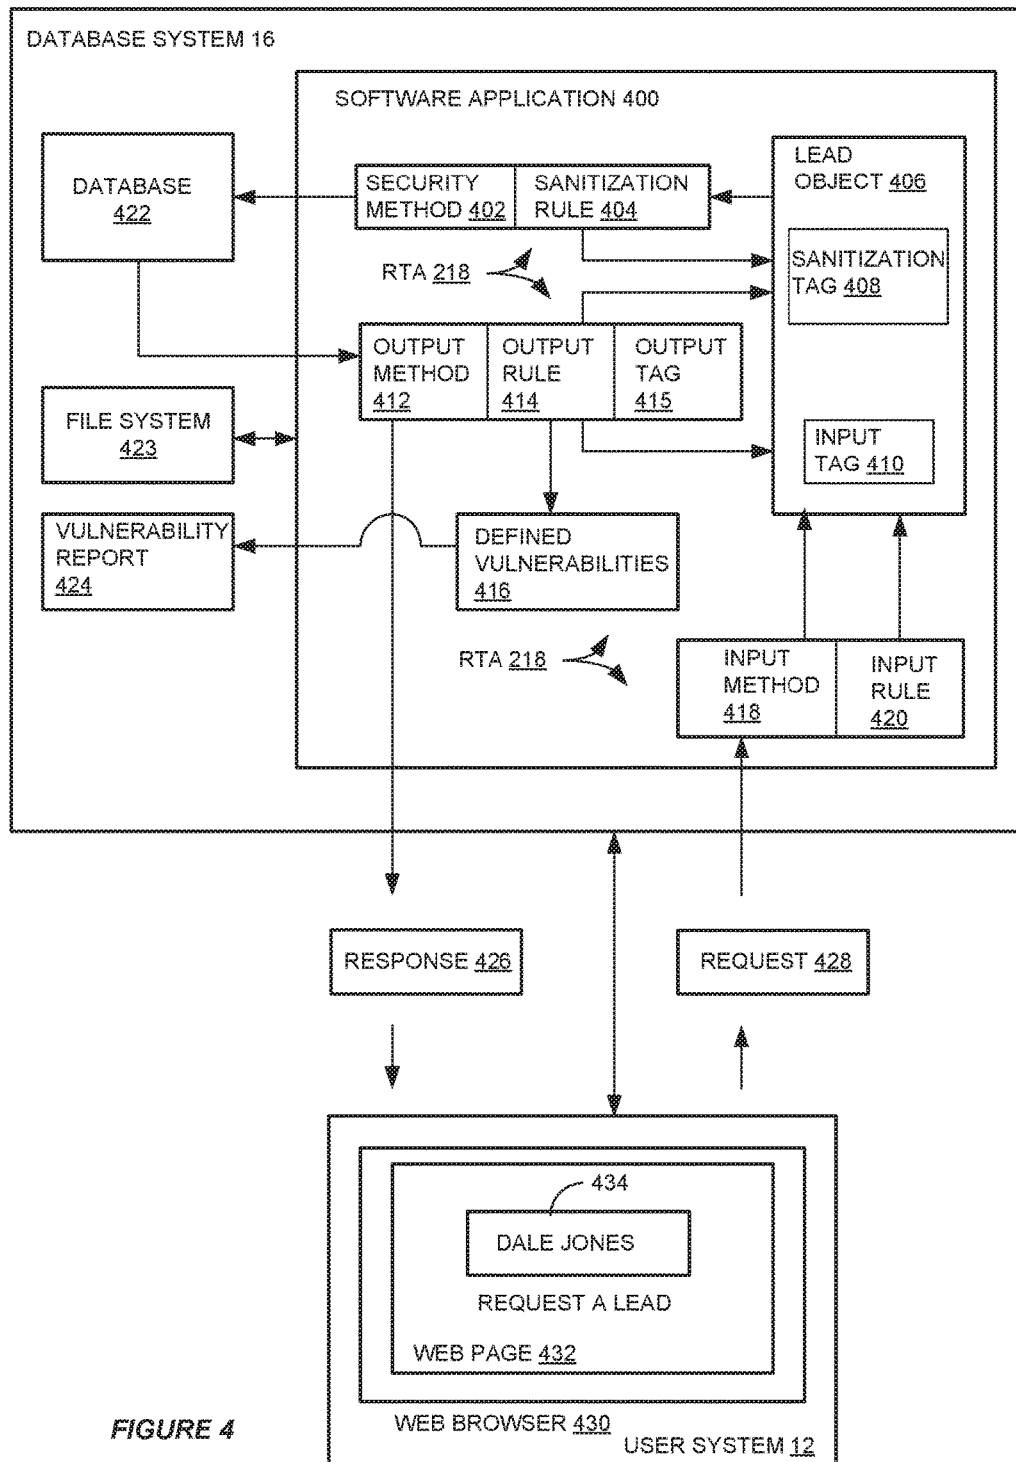 DATABASE SYSTEM 16
SOFTWARE APPLICATION 400
DATABASE
422
SECURITY
METHOD 402
SANITIZATION
RULE 404
LEAD
OBJECT 406
SANITIZATION
TAG 408
RTA 218
OUTPUT
METHOD
412
OUTPUT
RULE
414
OUTPUT
TAG
415
FILE SYSTEM
423
INPUT
TAG 410
VULNERABILITY
REPORT
424
DEFINED
VULNERABILITIES
416
RTA 218
INPUT
METHOD
418
INPUT
RULE
420
RESPONSE 426
REQUEST 428
434
DALE JONES
REQUEST A LEAD
WEB PAGE 432
WEB BROWSER 430
USER SYSTEM 12
FIGURE 4